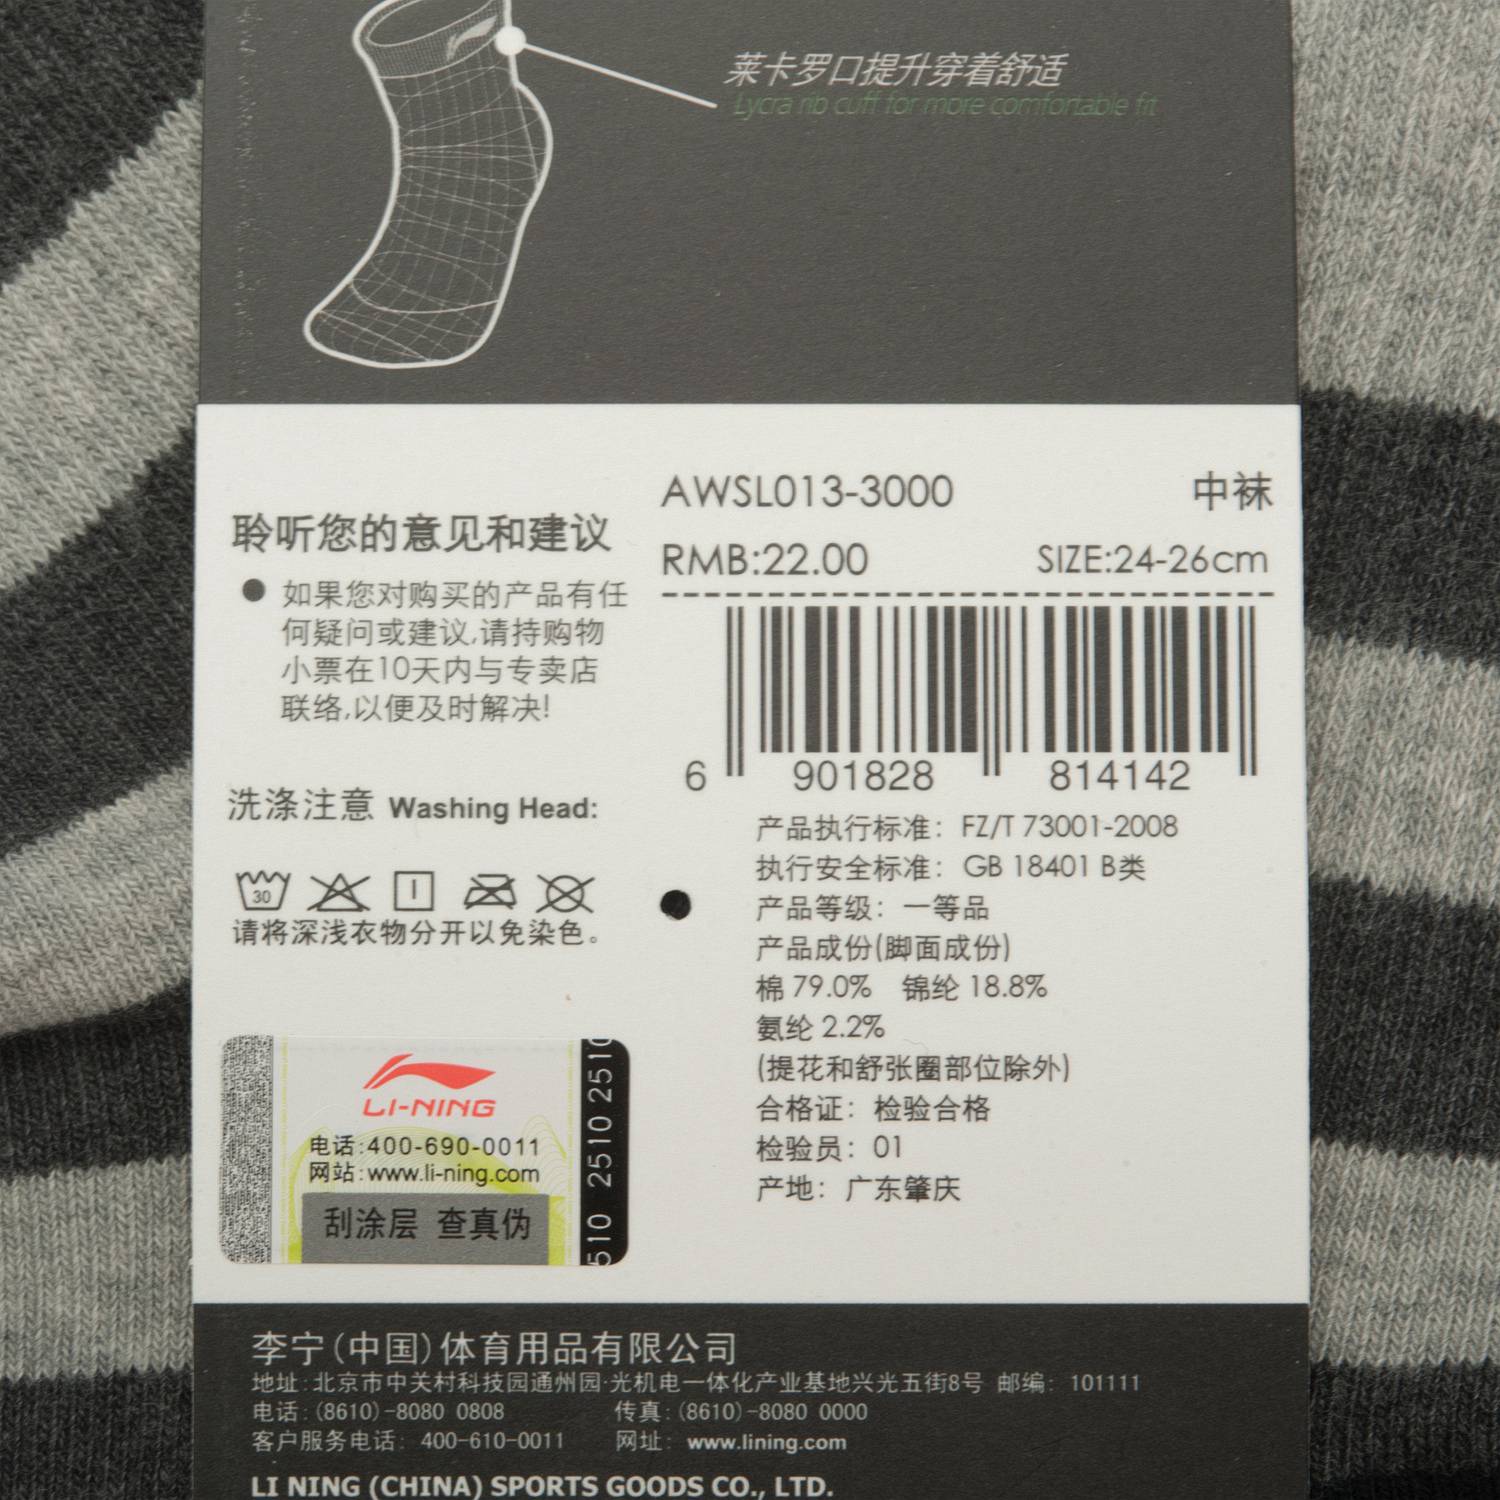 莱卡罗口提升穿着舒适
Lycra rib cuff for more comfortable fit
AWSL013-3000 中袜
RMB:22.00 SIZE:24-26cm
6 901828 814142
聆听您的意见和建议
● 如果您对购买的产品有任
何疑问或建议,请持购物
小票在10天内与专卖店
联络,以便及时解决!
洗涤注意 Washing Head:
30
请将深浅衣物分开以免染色。
产品执行标准：FZ/T 73001-2008
执行安全标准：GB 18401 B类
产品等级：一等品
产品成份(脚面成份)
棉 79.0% 锦纶 18.8%
氨纶 2.2%
(提花和舒张圈部位除外)
合格证：检验合格
检验员：01
产地：广东肇庆
LI-NING
电话:400-690-0011
网站:www.li-ning.com
刮涂层 查真伪
510 2510 2510
李宁(中国)体育用品有限公司
地址:北京市中关村科技园通州园·光机电一体化产业基地兴光五街8号 邮编: 101111
电话:(8610)-8080 0808 传真:(8610)-8080 0000
客户服务电话: 400-610-0011 网址: www.lining.com
LI NING (CHINA) SPORTS GOODS CO., LTD.